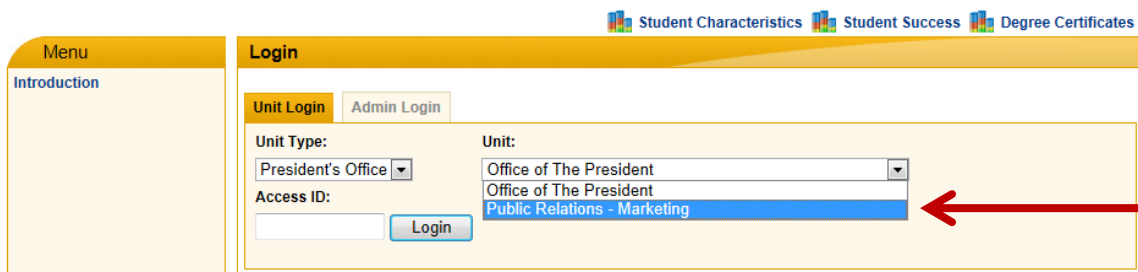 Student Characteristics Student Success Degree Certificates
Menu
Login
Introduction
Unit Login Admin Login
Unit Type: Unit:
President's Office Office of The President
Office of The President
Access ID:
Public Relations - Marketing
Login